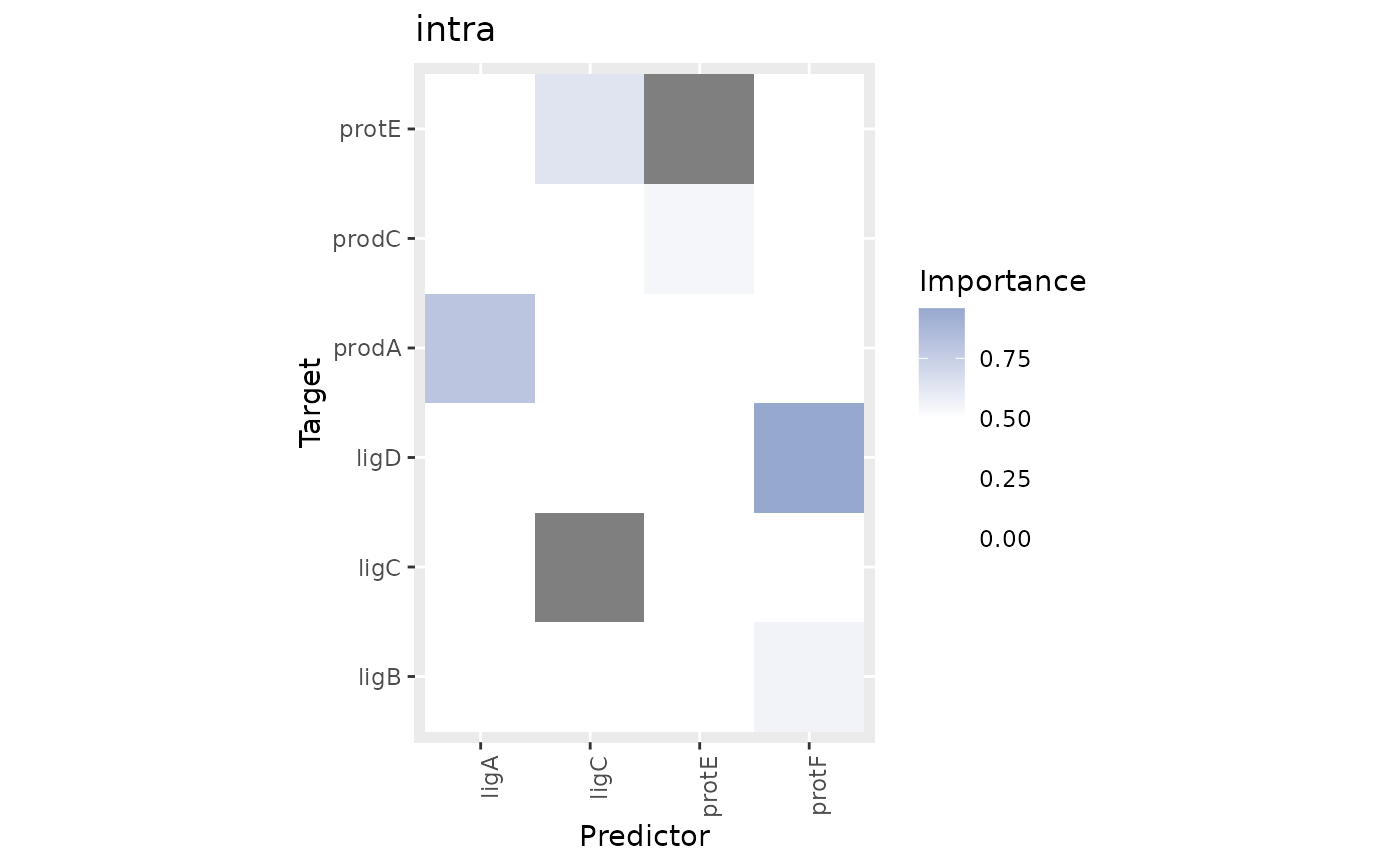 intra
protE
prodC
prodA
ligD
ligC
ligB
Target
ligA
ligC
protE
protF
Predictor
Importance
0.75
0.50
0.25
0.00